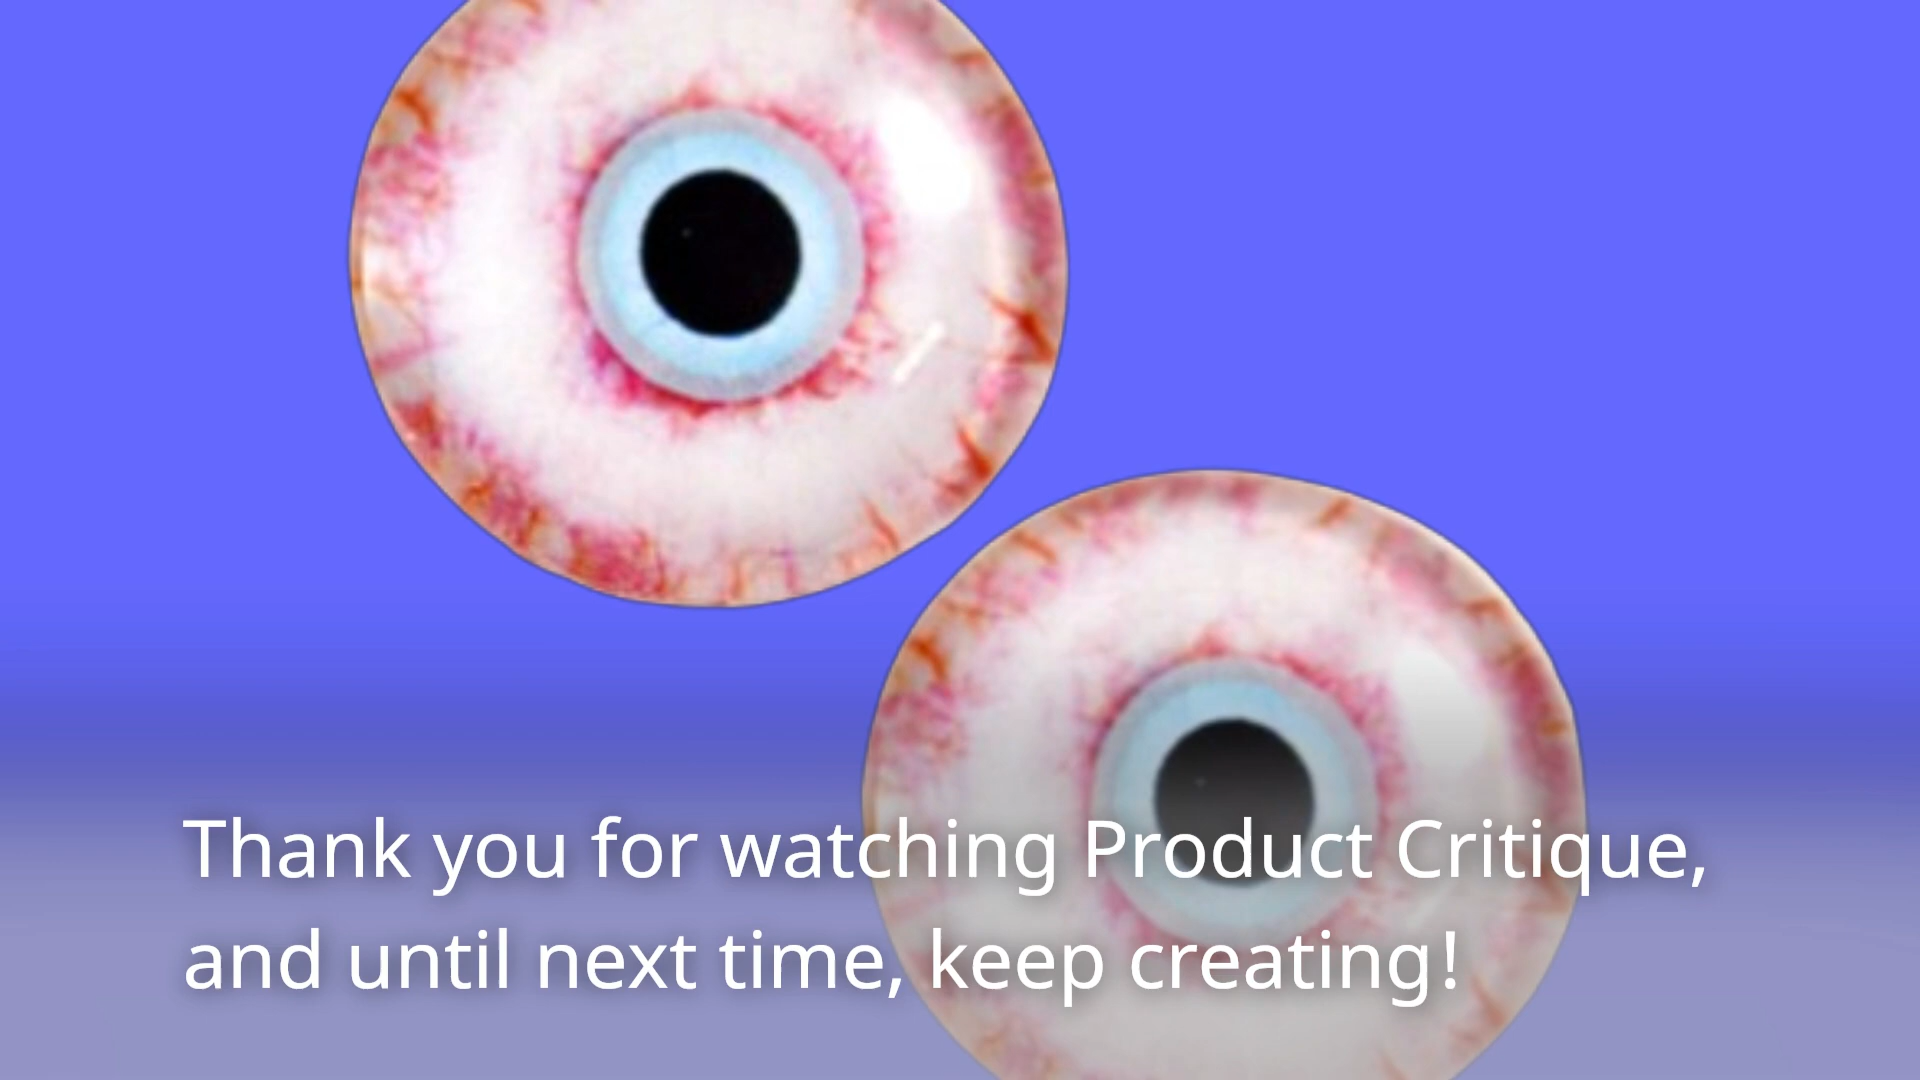 Thank you for watching Product Critique,
and until next time, keep creating!